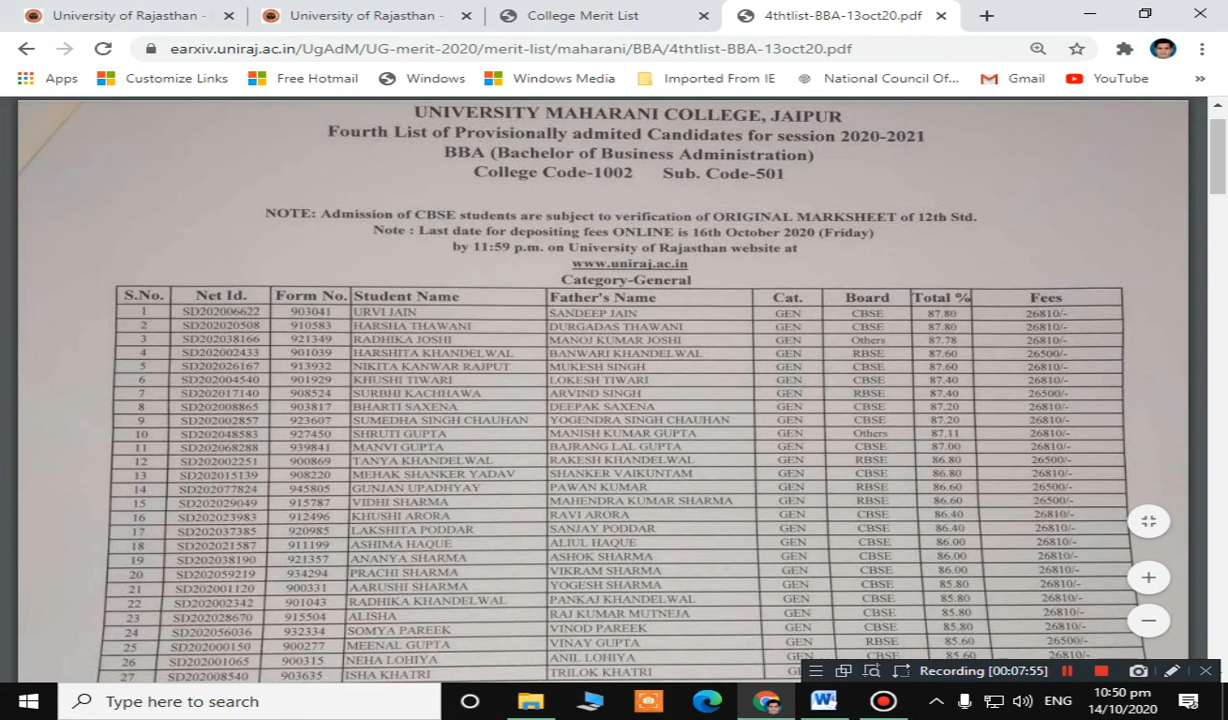 University of Rajasthan -
University of Rajasthan -
College Merit List
4thtlist-BBA-13oct20.pdf
earxiv.uniraj.ac.in/UgAdM/UG-merit-2020/merit-list/maharani/BBA/4thtlist-BBA-13oct20.pdf
Apps Customize Links Free Hotmail Windows Windows Media Imported From IE National Council Of... Gmail YouTube »
UNIVERSITY MAHARANI COLLEGE, JAIPUR
Fourth List of Provisionally admited Candidates for session 2020-2021
BBA (Bachelor of Business Administration)
College Code-1002 Sub. Code-501
NOTE: Admission of CBSE students are subject to verification of ORIGINAL MARKSHEET of 12th Std.
Note : Last date for depositing fees ONLINE is 16th October 2020 (Friday)
by 11:59 p.m. on University of Rajasthan website at
www.uniraj.ac.in
Category-General
S.No. Net Id. Form No. Student Name Father's Name Cat. Board Total % Fees
1 SD202006622 903041 URVI JAIN SANDEEP JAIN GEN CBSE 87.80 26810/-
2 SD202020508 910583 HARSHA THAWANI DURGADAS THAWANI GEN CBSE 87.80 26810/-
3 SD202038166 921349 RADHIKA JOSHI MANOJ KUMAR JOSHI GEN Others 87.78 26810/-
4 SD202002433 901039 HARSHITA KHANDELWAL BANWARI KHANDELWAL GEN RBSE 87.60 26500/-
5 SD202026167 913932 NIKITA KANWAR RAJPUT MUKESH SINGH GEN CBSE 87.60 26810/-
6 SD202004540 901929 KHUSHI TIWARI LOKESH TIWARI GEN CBSE 87.40 26810/-
7 SD202017140 908524 SURBHI KACHHAWA ARVIND SINGH GEN RBSE 87.40 26500/-
8 SD202008865 903817 BHARTI SAXENA DEEPAK SAXENA GEN CBSE 87.20 26810/-
9 SD202002857 923607 SUMEDHA SINGH CHAUHAN YOGENDRA SINGH CHAUHAN GEN CBSE 87.20 26810/-
10 SD202048583 927450 SHRUTI GUPTA MANISH KUMAR GUPTA GEN Others 87.11 26810/-
11 SD202068288 939841 MANVI GUPTA BAJRANG LAL GUPTA GEN CBSE 87.00 26810/-
12 SD202002251 900869 TANYA KHANDELWAL RAKESH KHANDELWAL GEN RBSE 86.80 26500/-
13 SD202015139 908220 MEHAK SHANKER YADAV SHANKER VAIKUNTAM GEN CBSE 86.80 26810/-
14 SD202077824 945805 GUNJAN UPADHYAY PAWAN KUMAR GEN RBSE 86.60 26500/-
15 SD202029049 915787 VIDHI SHARMA MAHENDRA KUMAR SHARMA GEN RBSE 86.60 26500/-
16 SD202023983 912496 KHUSHI ARORA RAVI ARORA GEN CBSE 86.40 26810/-
17 SD202037385 920985 LAKSHITA PODDAR SANJAY PODDAR GEN CBSE 86.40 26810/-
18 SD202021587 911199 ASHIMA HAQUE ALIUL HAQUE GEN CBSE 86.00 26810/-
19 SD202038190 921357 ANANYA SHARMA ASHOK SHARMA GEN CBSE 86.00 26810/-
20 SD202059219 934294 PRACHI SHARMA VIKRAM SHARMA GEN CBSE 86.00 26810/-
21 SD202001120 900331 AARUSHI SHARMA YOGESH SHARMA GEN CBSE 85.80 26810/-
22 SD202002342 901043 RADHIKA KHANDELWAL PANKAJ KHANDELWAL GEN CBSE 85.80 26810/-
23 SD202028670 915504 ALISHA RAJ KUMAR MUTNEJA GEN CBSE 85.80 26810/-
24 SD202056036 932334 SOMYA PAREEK VINOD PAREEK GEN CBSE 85.80 26810/-
25 SD202000150 900277 MEENAL GUPTA VINAY GUPTA GEN RBSE 85.60 26500/-
26 SD202001065 900315 NEHA LOHIYA ANIL LOHIYA GEN CBSE 85.60 26810/-
27 SD202008540 903635 ISHA KHATRI TRILOK KHATRI
Recording [00:07:55]
Type here to search
ENG
10:50 pm
14/10/2020